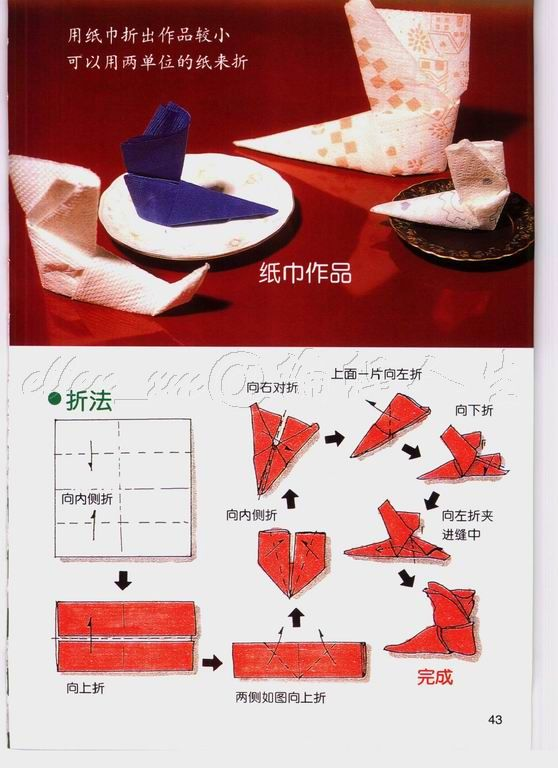 用纸巾折出作品较小
可以用两单位的纸来折
纸巾作品
折法
向内侧折
向上折
两侧如图向上折
向内侧折
向右对折
上面一片向左折
向下折
向左折夹
进缝中
完成
43